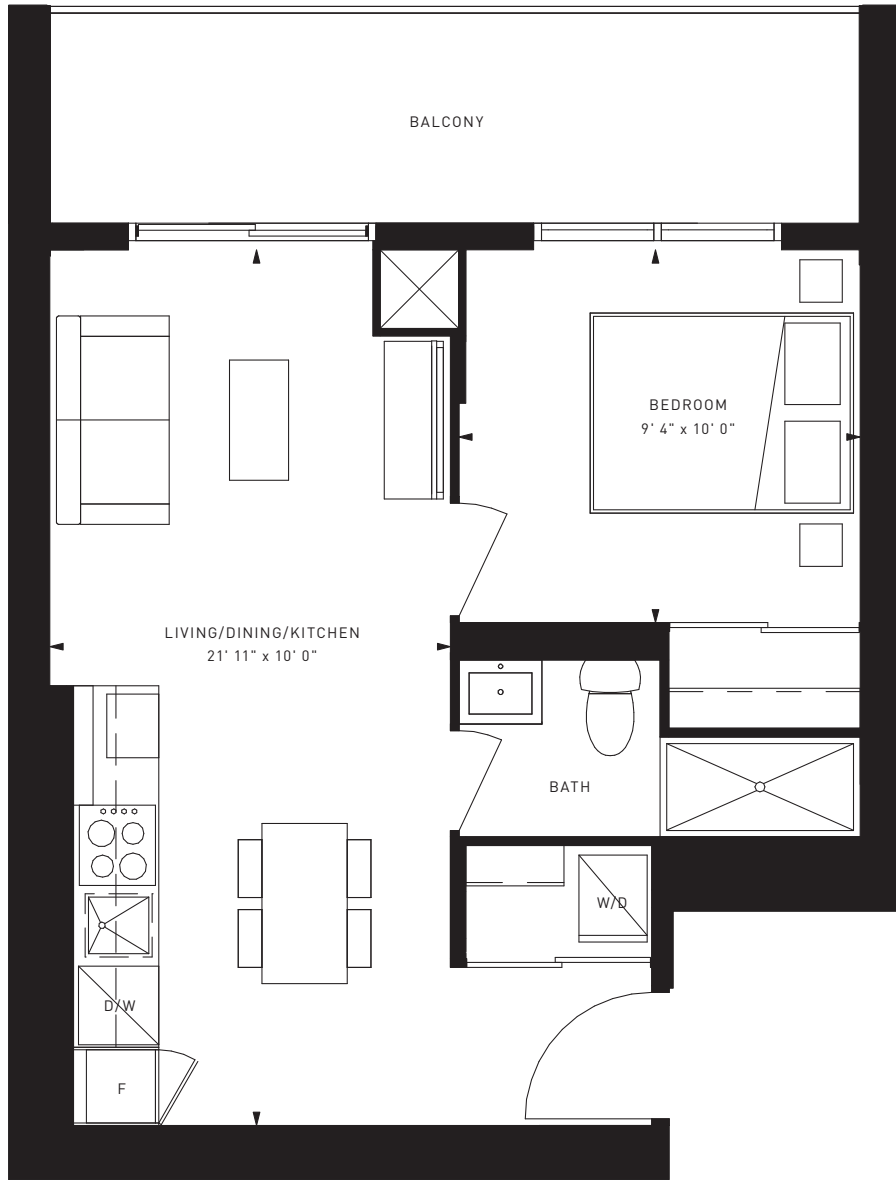 BALCONY
BEDROOM
9' 4" x 10' 0"
LIVING/DINING/KITCHEN
21' 11" x 10' 0"
BATH
W/D
D/W
F